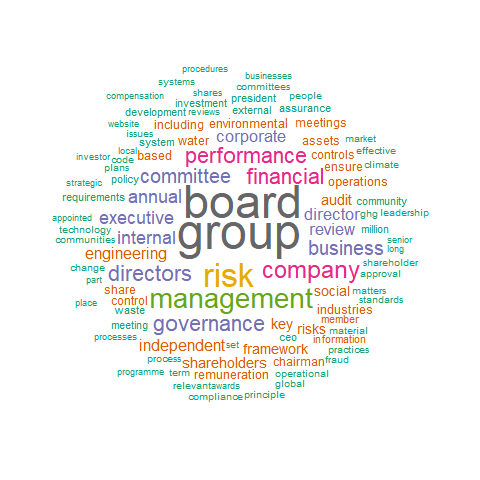 procedures
systems businesses
shares committees
compensation investment president people
development reviews external assurance
website including environmental meetings
issues system water corporate assets market
local based performance controls effective
investor code committee financial ensure climate
plans
strategic policy operations
requirements annual board audit community
appointed executive director ghg leadership
technology group review million
communities internal business senior
engineering long
change directors risk company shareholder
part approval
share management social matters
place control industries standards
waste governance key member
meeting risks material
processes ceo information
independent set framework practices
process shareholders chairman fraud
programme term remuneration operational
relevant awards global
compliance principle